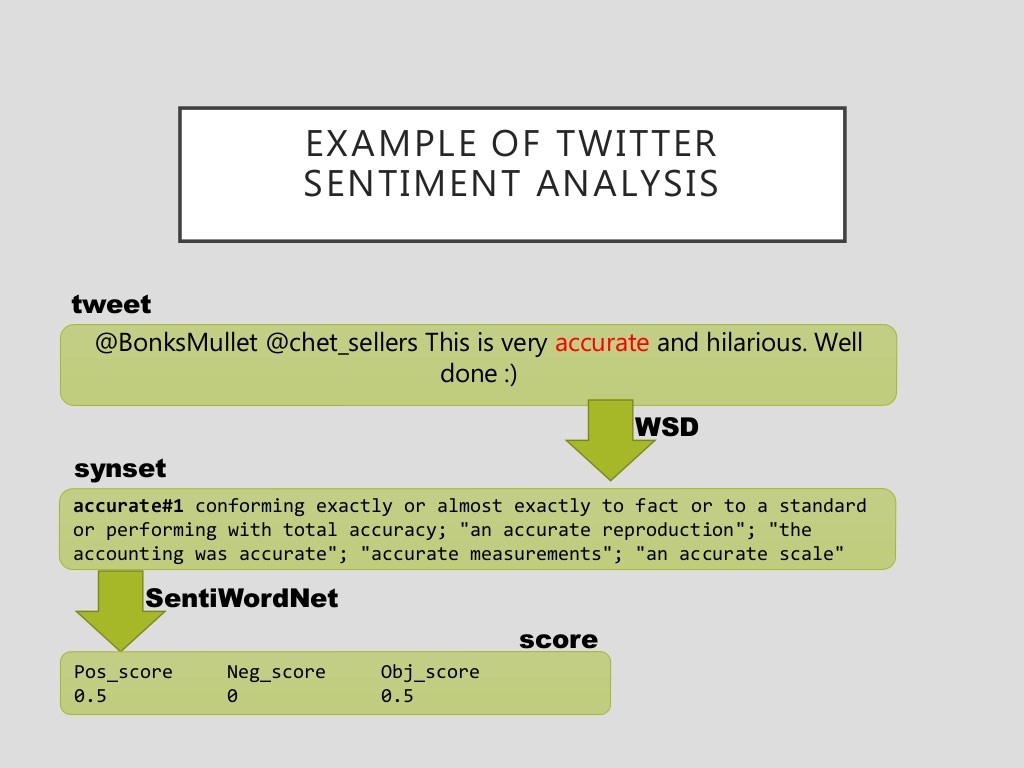 EXAMPLE OF TWITTER
SENTIMENT ANALYSIS
tweet
@BonksMullet @chet_sellers This is very accurate and hilarious. Well
done :)
WSD
synset
accurate#1 conforming exactly or almost exactly to fact or to a standard
or performing with total accuracy; "an accurate reproduction"; "the
accounting was accurate"; "accurate measurements"; "an accurate scale"
SentiWordNet
score
Pos_score Neg_score Obj_score
0.5 0 0.5